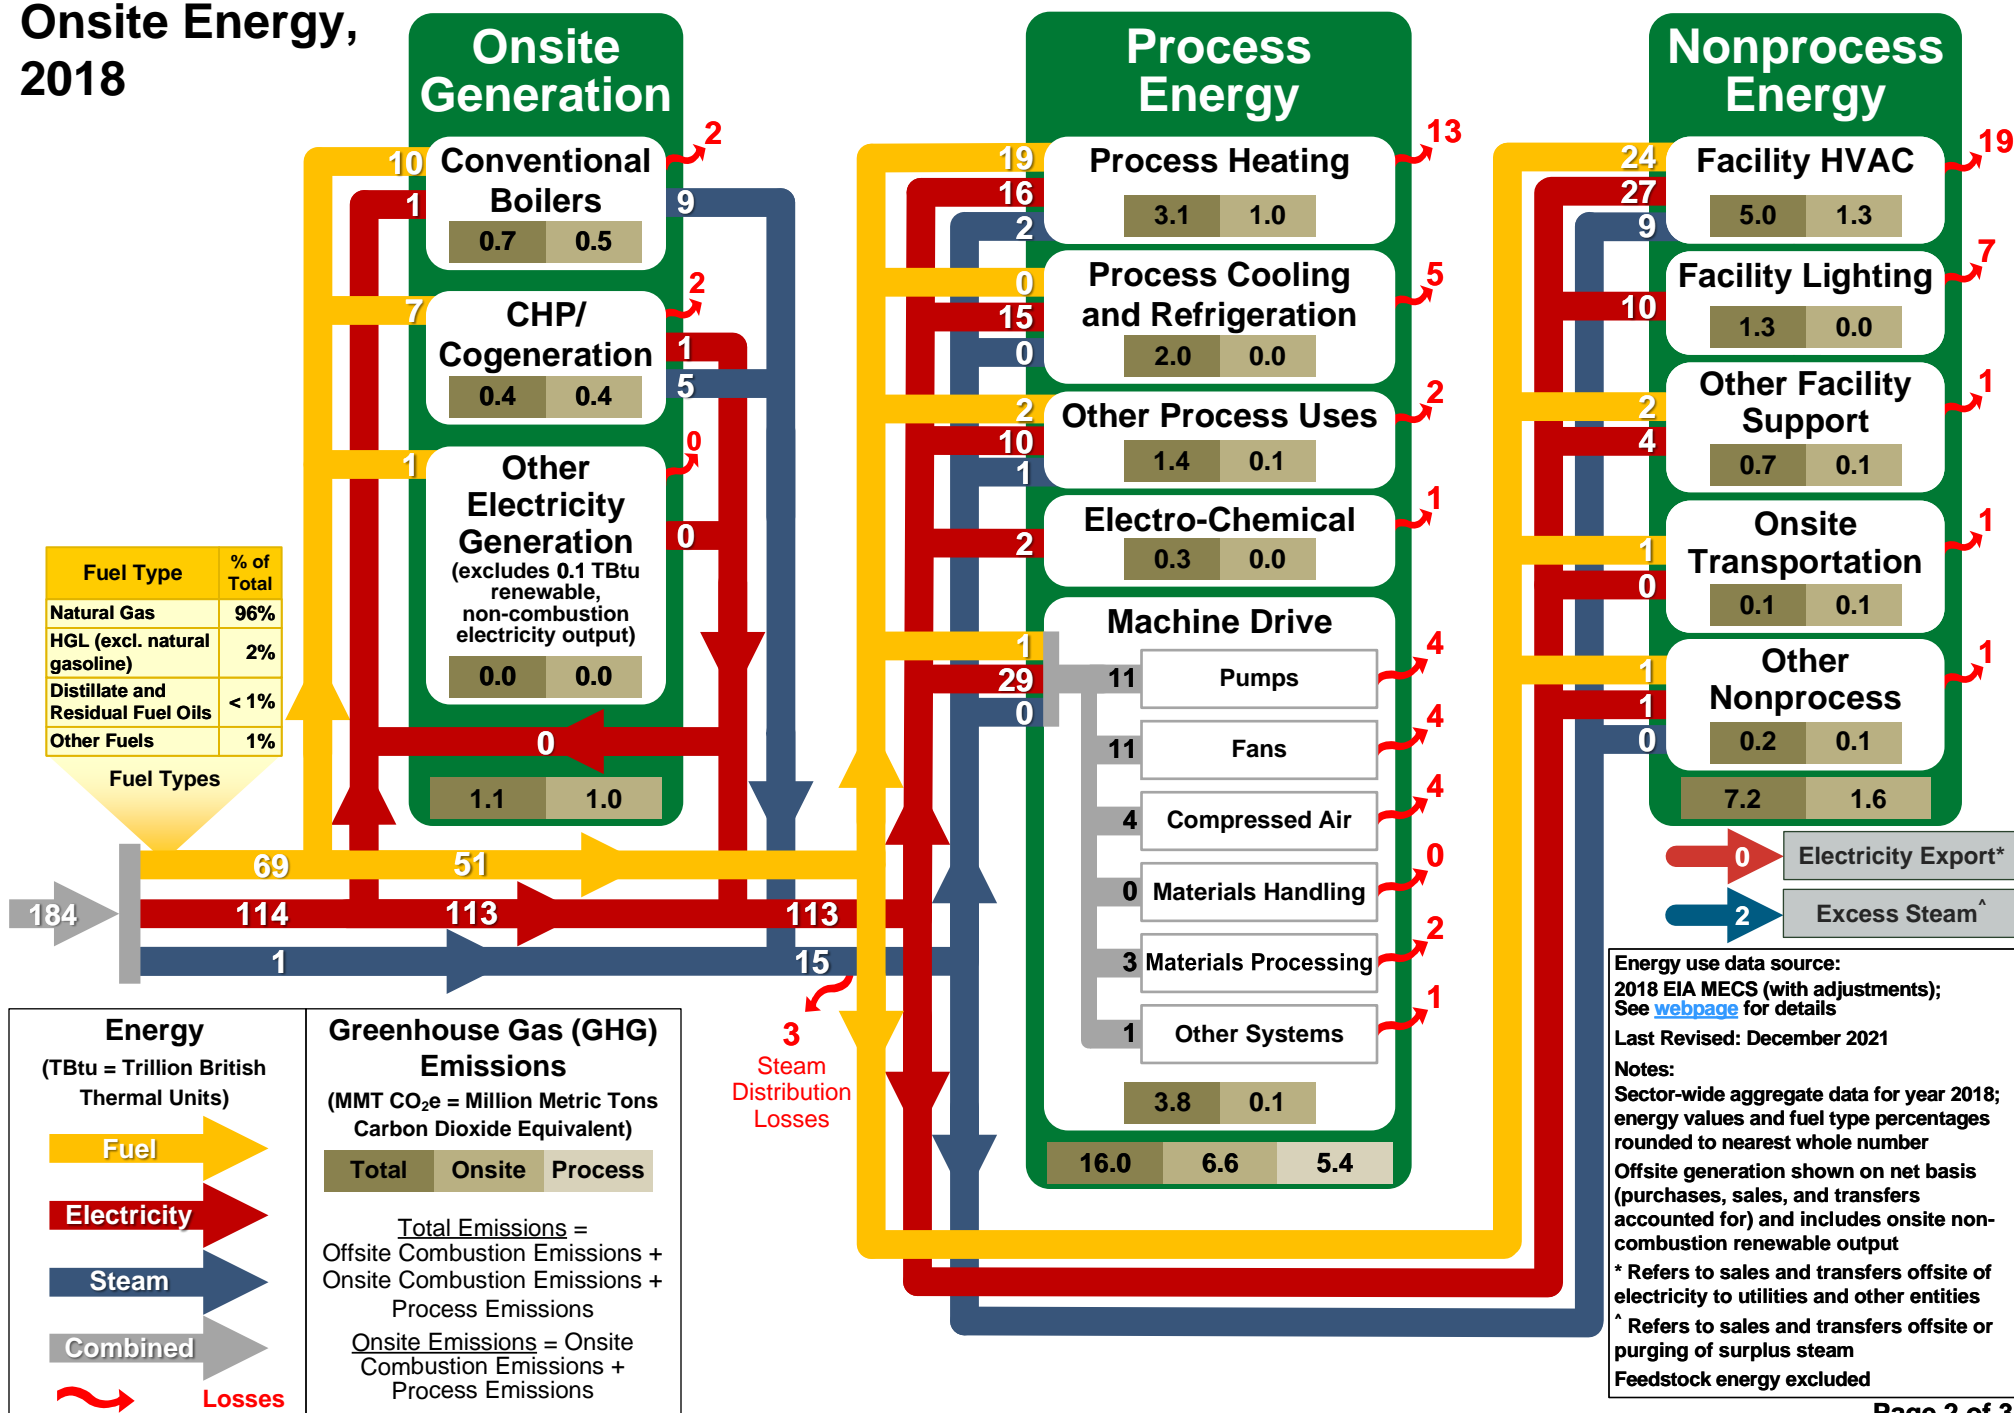 Onsite Energy,
2018
Onsite
Generation
10
1
Conventional
Boilers
0.7 0.5
2
9
7
CHP/
Cogeneration
0.4 0.4
2
1
5
1
Other
Electricity
Generation
(excludes 0.1 TBtu
renewable,
non-combustion
electricity output)
0.0 0.0
0
0
0
1.1 1.0
Fuel Type % of Total
Natural Gas 96%
HGL (excl. natural gasoline) 2%
Distillate and Residual Fuel Oils < 1%
Other Fuels 1%
Fuel Types
184
69 51
114 113 113
1 15
3
Steam
Distribution
Losses
Process
Energy
19
16
2
Process Heating
3.1 1.0
13
0
15
0
Process Cooling
and Refrigeration
2.0 0.0
5
2
10
1
Other Process Uses
1.4 0.1
2
2
Electro-Chemical
0.3 0.0
1
1
29
0
Machine Drive
11 Pumps 4
11 Fans 4
4 Compressed Air 4
0 Materials Handling 0
3 Materials Processing 2
1 Other Systems 1
3.8 0.1
16.0 6.6 5.4
Nonprocess
Energy
24
27
9
Facility HVAC
5.0 1.3
19
10
Facility Lighting
1.3 0.0
7
2
4
Other Facility
Support
0.7 0.1
1
1
0
Onsite
Transportation
0.1 0.1
1
1
1
0
Other
Nonprocess
0.2 0.1
1
7.2 1.6
0 Electricity Export*
2 Excess Steam^
Energy
(TBtu = Trillion British
Thermal Units)
Fuel
Electricity
Steam
Combined
Losses
Greenhouse Gas (GHG)
Emissions
(MMT CO₂e = Million Metric Tons
Carbon Dioxide Equivalent)
Total Onsite Process
Total Emissions =
Offsite Combustion Emissions +
Onsite Combustion Emissions +
Process Emissions
Onsite Emissions = Onsite
Combustion Emissions +
Process Emissions
Energy use data source:
2018 EIA MECS (with adjustments);
See webpage for details
Last Revised: December 2021
Notes:
Sector-wide aggregate data for year 2018;
energy values and fuel type percentages
rounded to nearest whole number
Offsite generation shown on net basis
(purchases, sales, and transfers
accounted for) and includes onsite non-
combustion renewable output
* Refers to sales and transfers offsite of
electricity to utilities and other entities
^ Refers to sales and transfers offsite or
purging of surplus steam
Feedstock energy excluded
Page 2 of 3